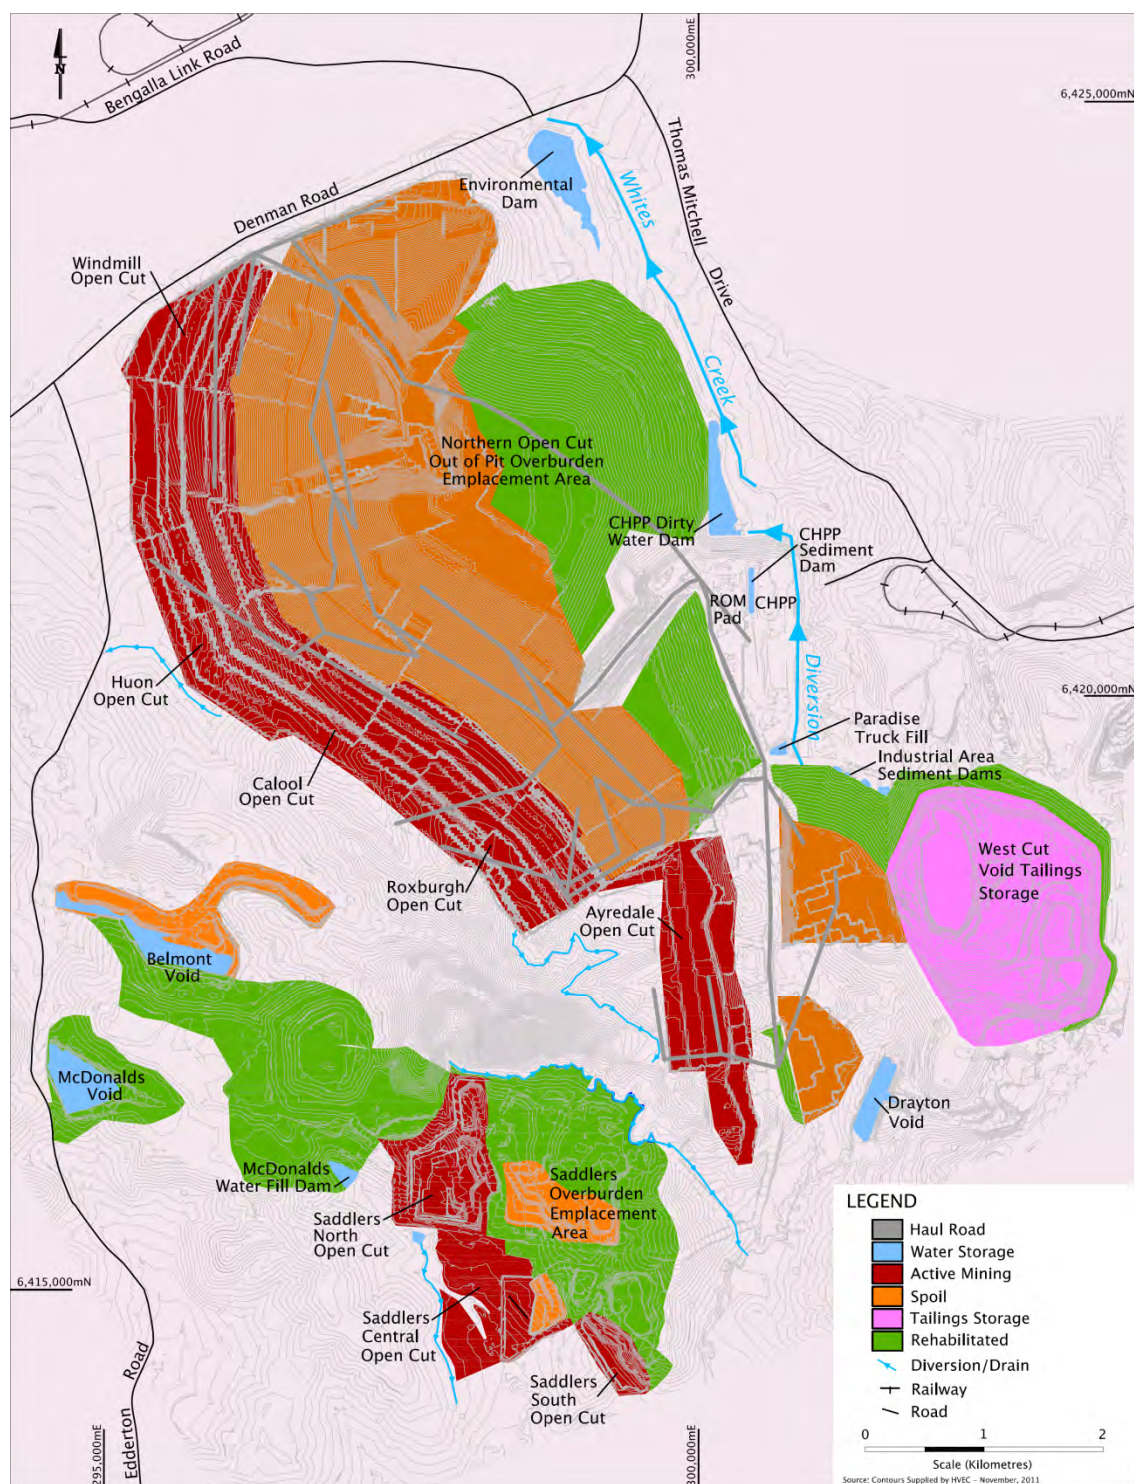 300,000mE
6,425,000mN
N
Bengalla Link Road
Thomas Mitchell Drive
Denman Road
Environmental
Dam
Whites
Creek
Diversion
Windmill
Open Cut
Northern Open Cut
Out of Pit Overburden
Emplacement Area
CHPP Dirty
Water Dam
CHPP
Sediment
Dam
ROM
Pad
CHPP
Huon
Open Cut
6,420,000mN
Paradise
Truck Fill
Industrial Area
Sediment Dams
Calool
Open Cut
West Cut
Void Tailings
Storage
Roxburgh
Open Cut
Ayredale
Open Cut
Belmont
Void
McDonalds
Void
Drayton
Void
McDonalds
Water Fill Dam
Saddlers
Overburden
Emplacement
Area
Saddlers
North
Open Cut
6,415,000mN
Saddlers
Central
Open Cut
Saddlers
South
Open Cut
Edderton Road
295,000mE
300,000mE
LEGEND
Haul Road
Water Storage
Active Mining
Spoil
Tailings Storage
Rehabilitated
Diversion/Drain
Railway
Road
0 1 2
Scale (Kilometres)
Source: Contours Supplied by HVEC - November, 2011